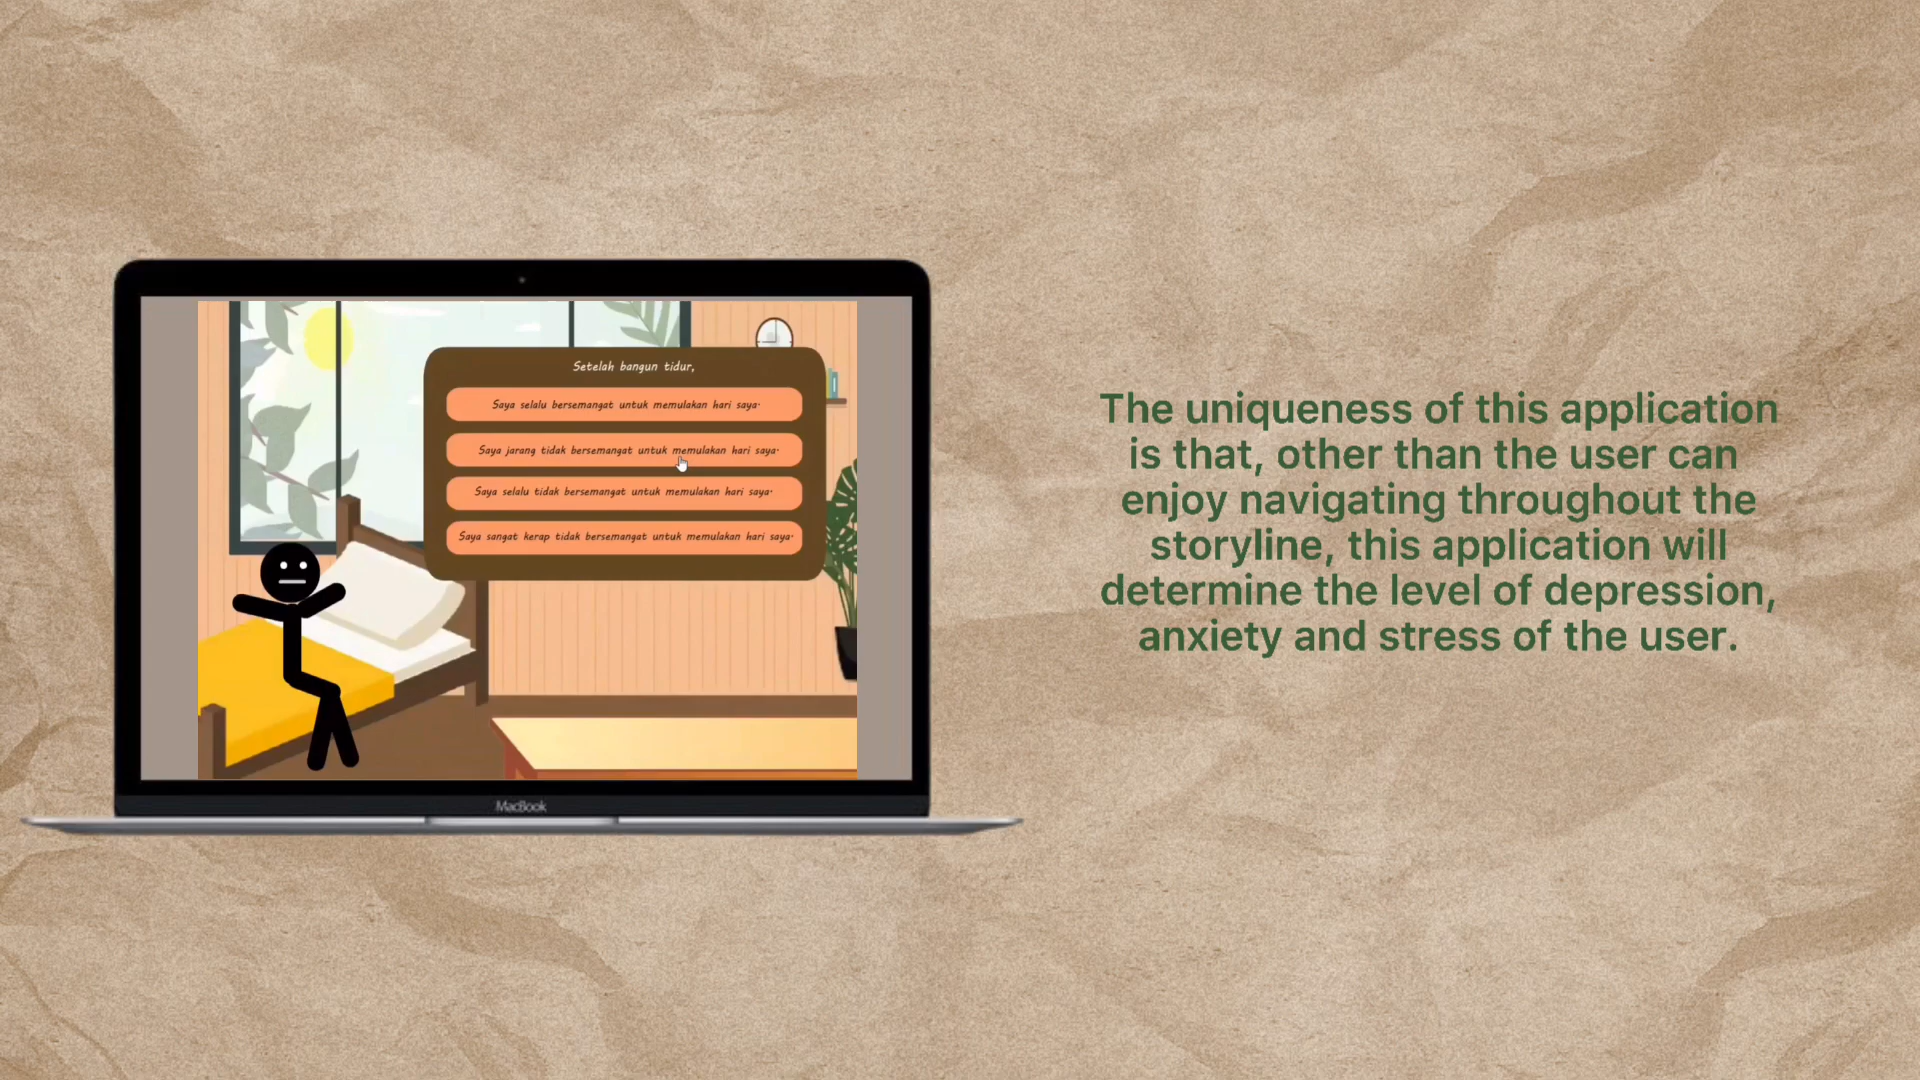 Setelah bangun tidur,
Saya selalu bersemangat untuk memulakan hari saya.
Saya jarang tidak bersemangat untuk memulakan hari saya.
Saya selalu tidak bersemangat untuk memulakan hari saya.
Saya sangat kerap tidak bersemangat untuk memulakan hari saya.
MacBook
The uniqueness of this application
is that, other than the user can
enjoy navigating throughout the
storyline, this application will
determine the level of depression,
anxiety and stress of the user.